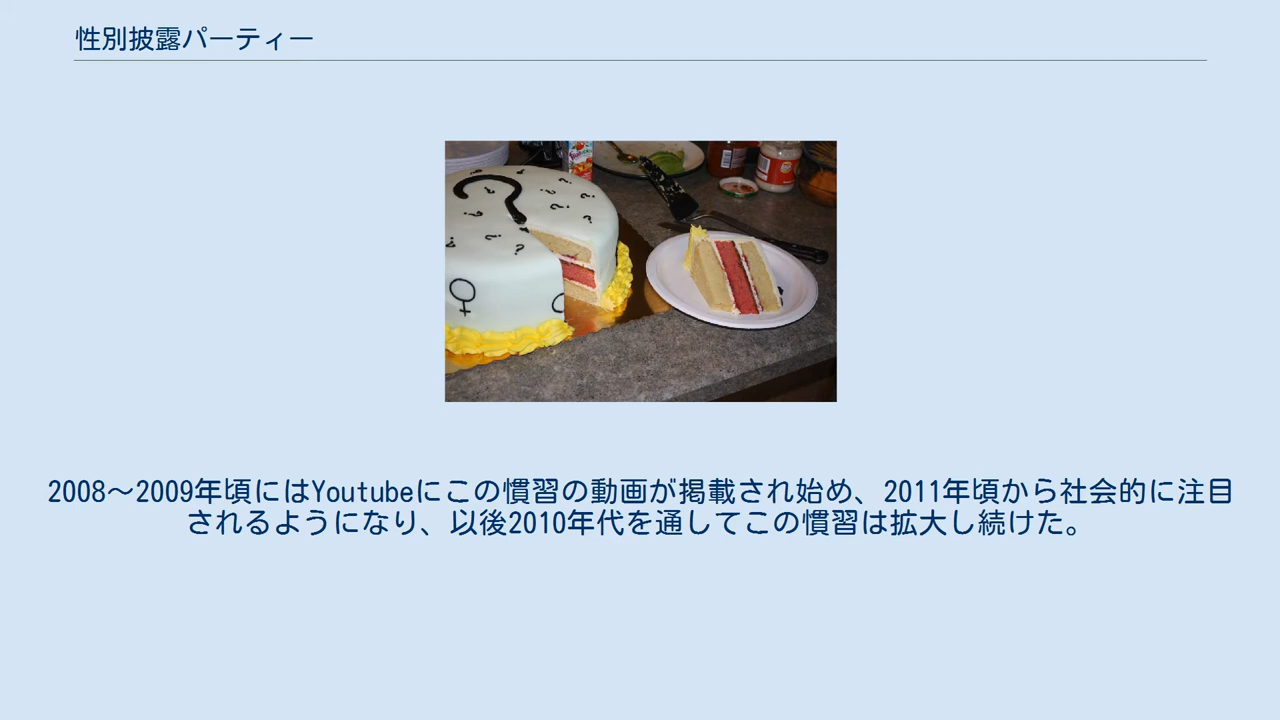 性別披露パーティー
2008～2009年頃にはYoutubeにこの慣習の動画が掲載され始め、2011年頃から社会的に注目
されるようになり、以後2010年代を通してこの慣習は拡大し続けた。